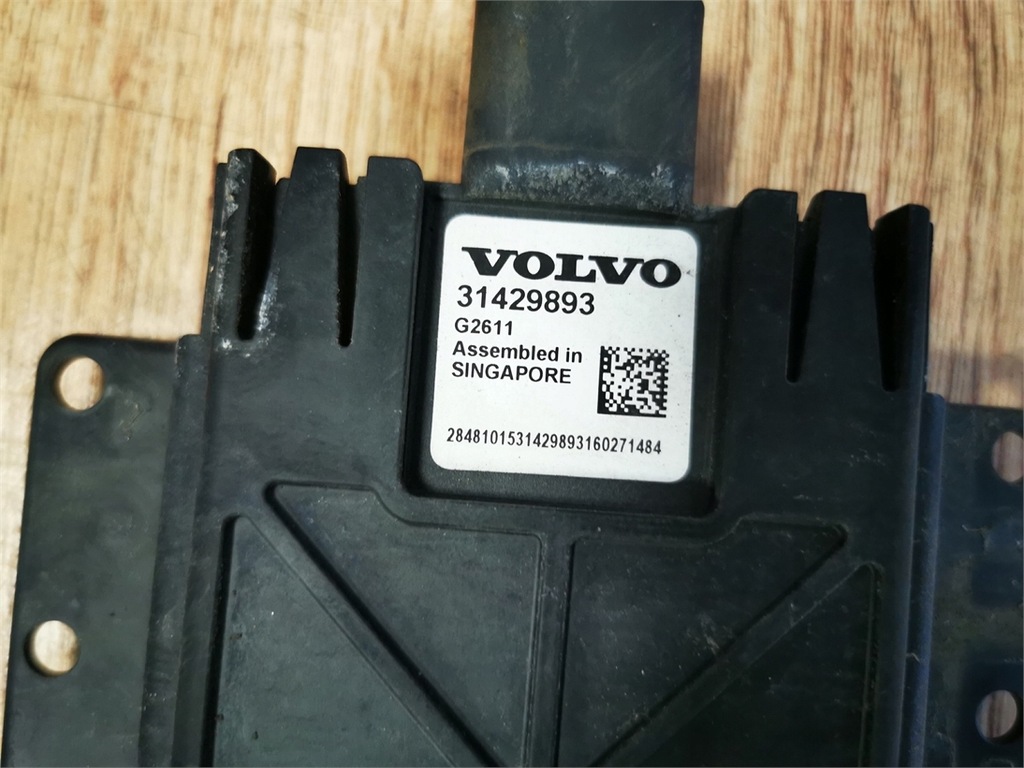 VOLVO
31429893
G2611
Assembled in
SINGAPORE
2848101531429893160271484